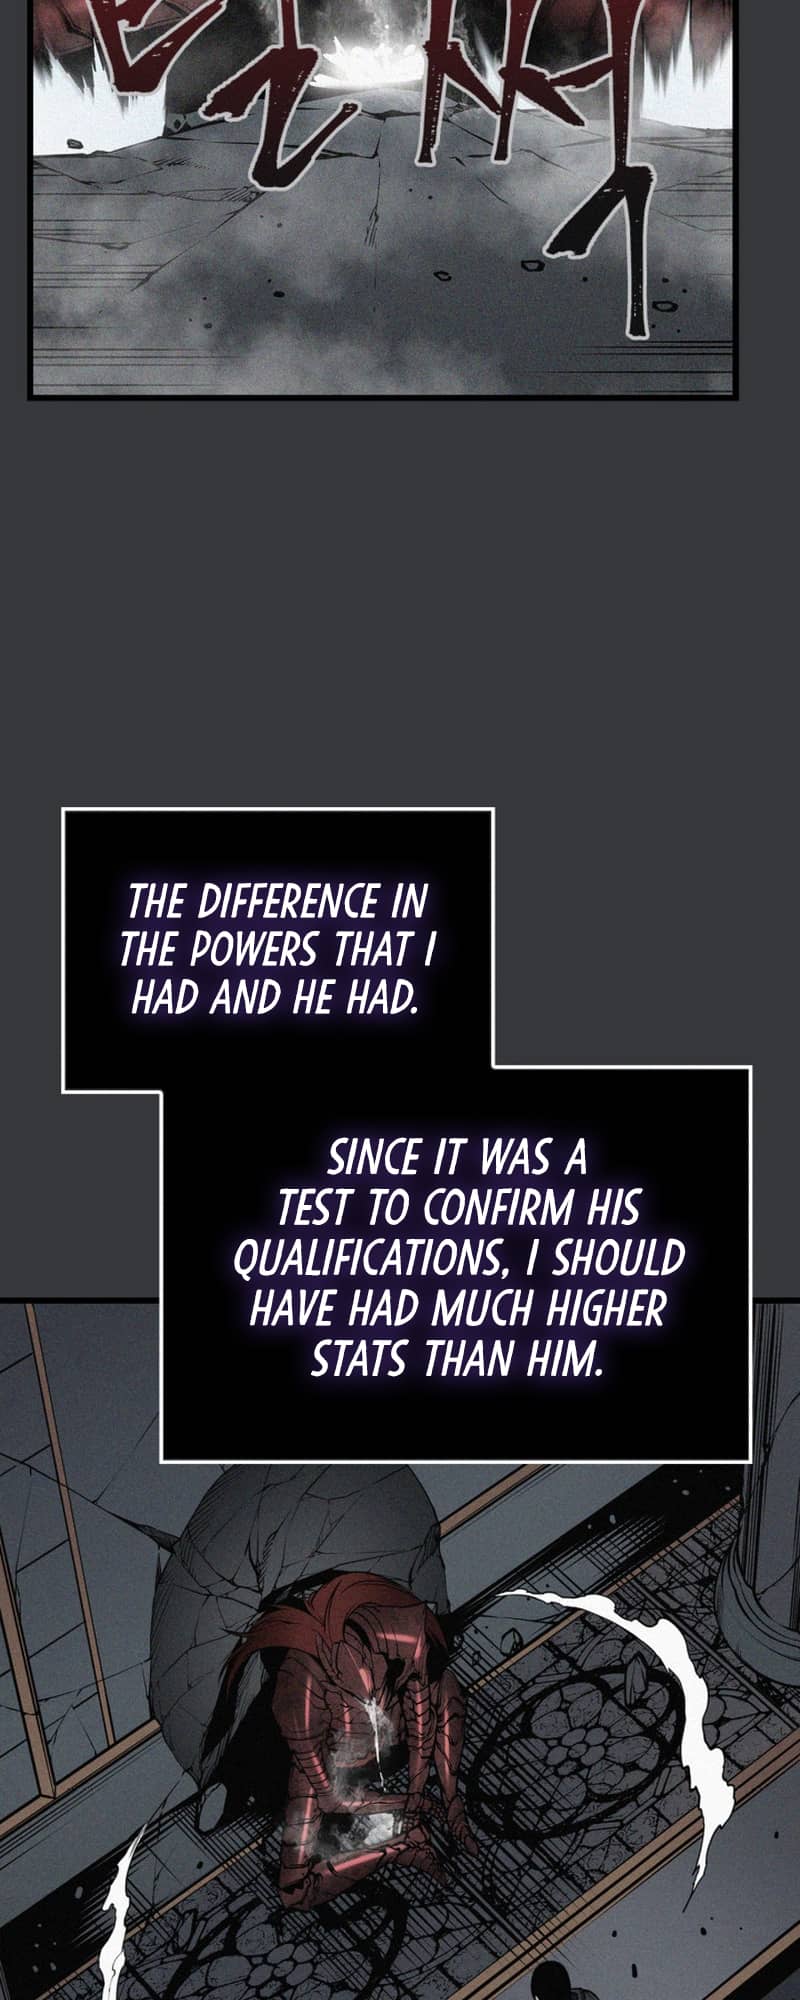 THE DIFFERENCE IN
THE POWERS THAT I
HAD AND HE HAD.
SINCE IT WAS A
TEST TO CONFIRM HIS
QUALIFICATIONS, I SHOULD
HAVE HAD MUCH HIGHER
STATS THAN HIM.